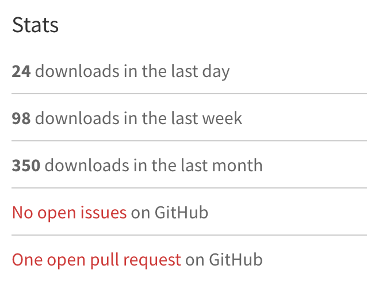 Stats
24 downloads in the last day
98 downloads in the last week
350 downloads in the last month
No open issues on GitHub
One open pull request on GitHub